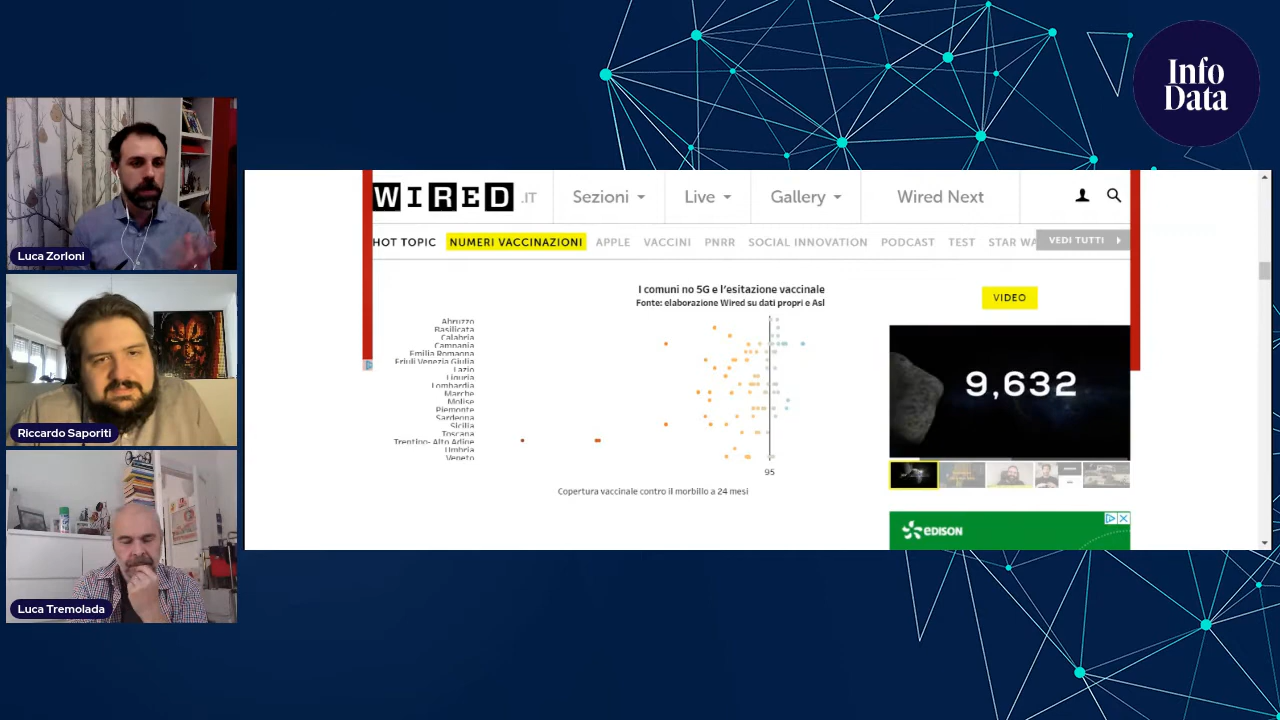 Info
Data
Luca Zorloni
Riccardo Saporiti
Luca Tremolada
WIRED.IT
Sezioni
Live
Gallery
Wired Next
HOT TOPIC
NUMERI VACCINAZIONI
APPLE
VACCINI
PNRR
SOCIAL INNOVATION
PODCAST
TEST
STAR WA
VEDI TUTTI
I comuni no 5G e l'esitazione vaccinale
Fonte: elaborazione Wired su dati propri e Asl
Abruzzo
Basilicata
Calabria
Campania
Emilia Romagna
Friuli Venezia Giulia
Lazio
Liguria
Lombardia
Marche
Molise
Piemonte
Sardegna
Sicilia
Toscana
Trentino- Alto Adige
Umbria
Veneto
95
Copertura vaccinale contro il morbillo a 24 mesi
VIDEO
9,632
EDISON